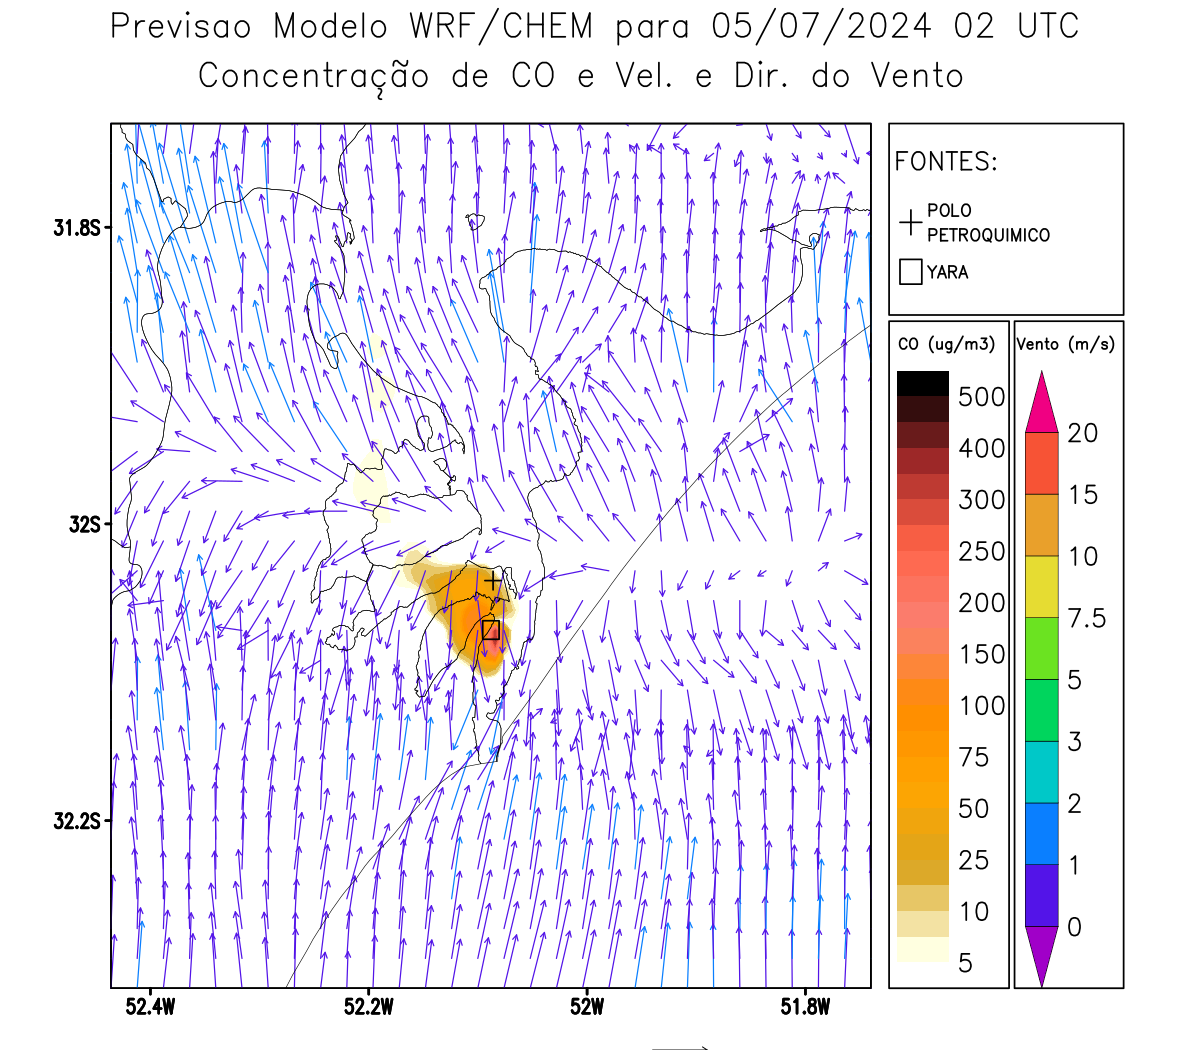 Previsao Modelo WRF/CHEM para 05/07/2024 02 UTC
Concentração de CO e Vel. e Dir. do Vento
FONTES:
POLO
PETROQUIMICO
YARA
CO (ug/m3)
500
400
300
250
200
150
100
75
50
25
10
5
Vento (m/s)
20
15
10
7.5
5
3
2
1
0
31.8S
32S
32.2S
52.4W
52.2W
52W
51.8W